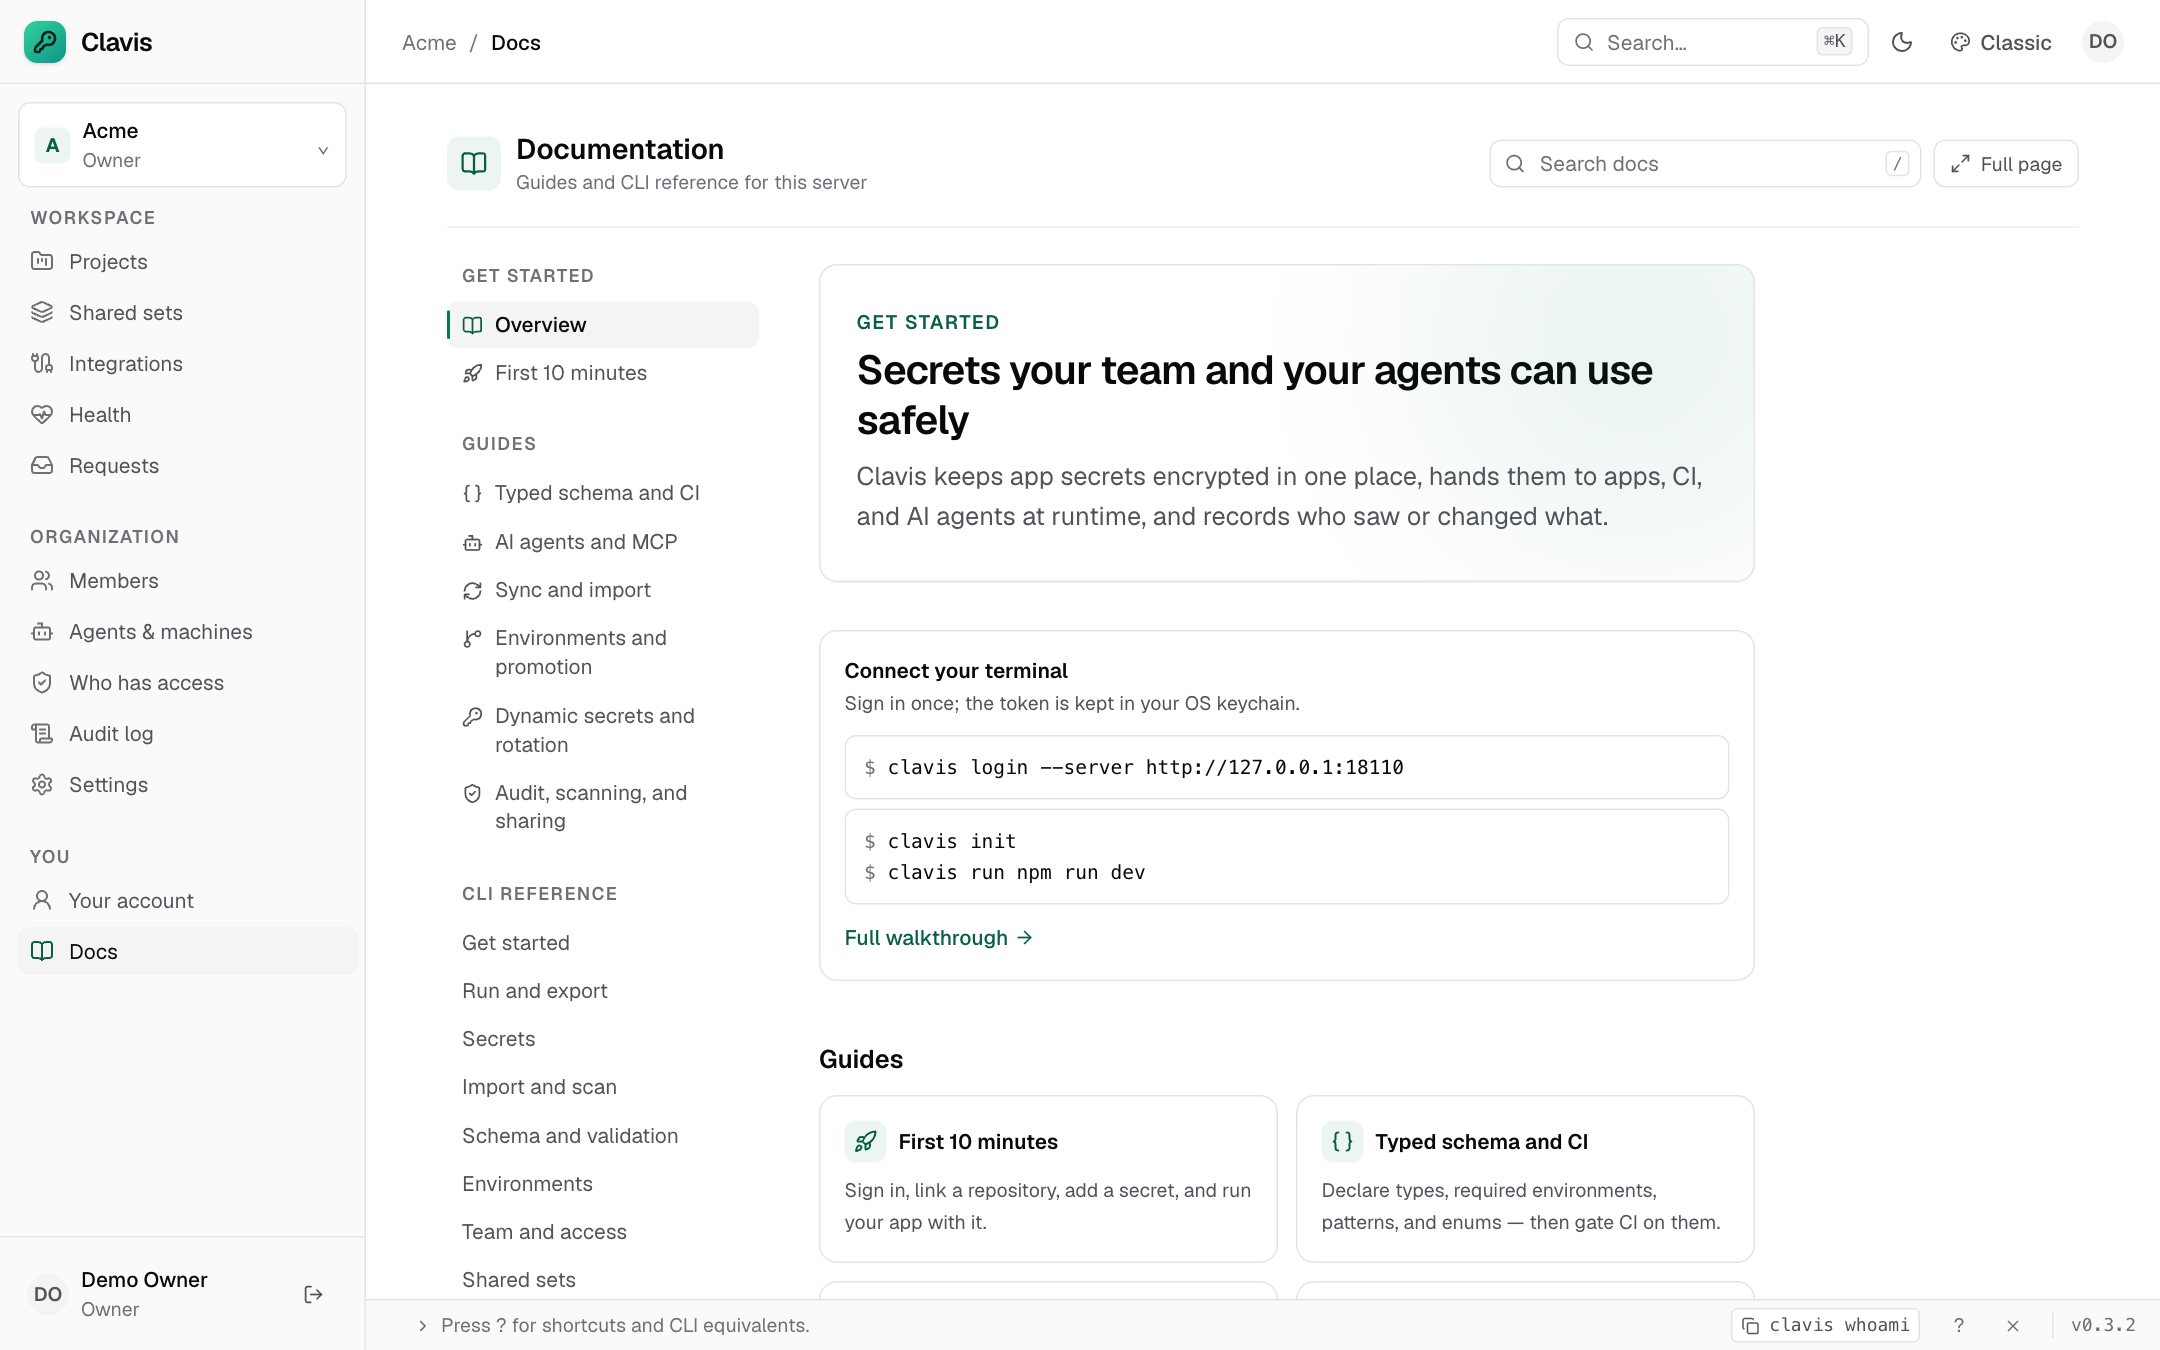 Clavis
Acme / Docs
Search...
⌘K
Classic
DO
A
Acme
Owner
WORKSPACE
Projects
Shared sets
Integrations
Health
Requests
ORGANIZATION
Members
Agents & machines
Who has access
Audit log
Settings
YOU
Your account
Docs
DO
Demo Owner
Owner
Documentation
Guides and CLI reference for this server
Search docs
/
Full page
GET STARTED
Overview
First 10 minutes
GUIDES
Typed schema and CI
AI agents and MCP
Sync and import
Environments and
promotion
Dynamic secrets and
rotation
Audit, scanning, and
sharing
CLI REFERENCE
Get started
Run and export
Secrets
Import and scan
Schema and validation
Environments
Team and access
Shared sets
GET STARTED
Secrets your team and your agents can use
safely
Clavis keeps app secrets encrypted in one place, hands them to apps, CI,
and AI agents at runtime, and records who saw or changed what.
Connect your terminal
Sign in once; the token is kept in your OS keychain.
$ clavis login --server http://127.0.0.1:18110
$ clavis init
$ clavis run npm run dev
Full walkthrough →
Guides
First 10 minutes
Sign in, link a repository, add a secret, and run
your app with it.
Typed schema and CI
Declare types, required environments,
patterns, and enums — then gate CI on them.
Press ? for shortcuts and CLI equivalents.
clavis whoami
?
v0.3.2